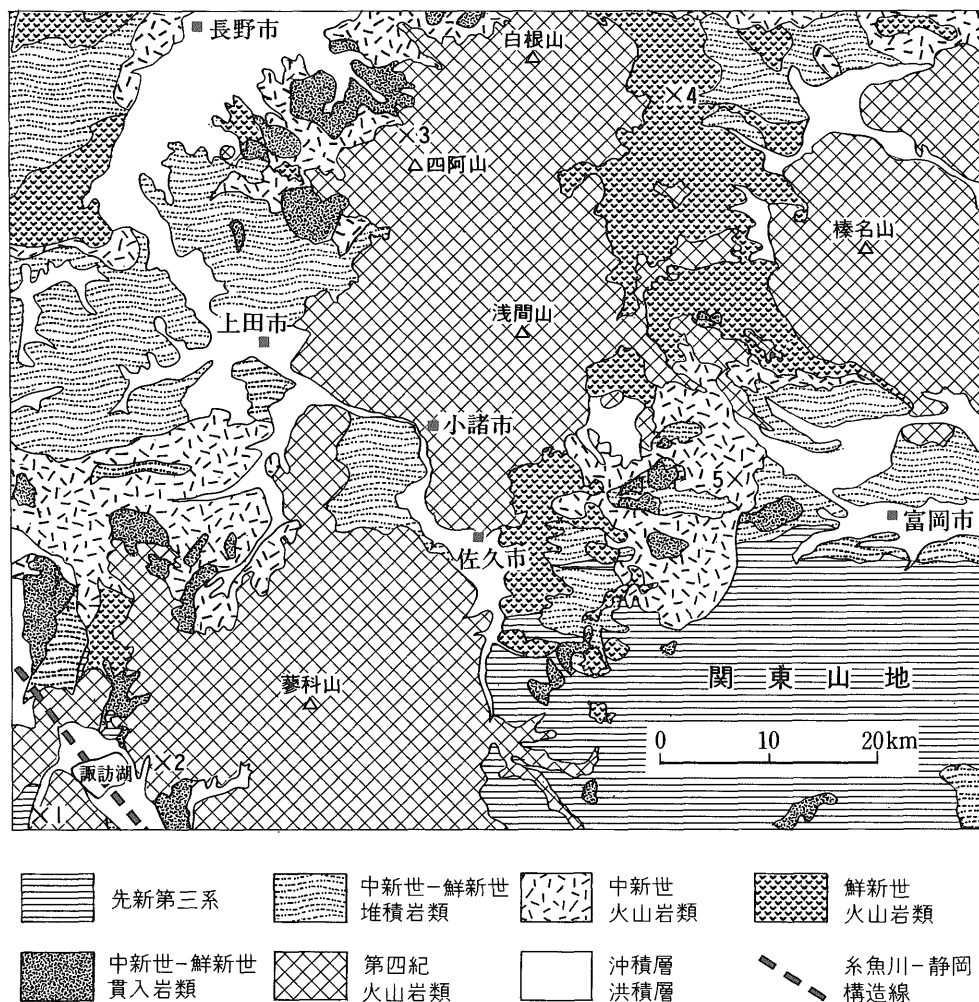 長野市
白根山
×4
3
四阿山
榛名山
浅間山
上田市
小諸市
5×
富岡市
佐久市
関東山地
蓼科山
0 10 20km
諏訪湖
×2
1
先新第三系
中新世−鮮新世
堆積岩類
中新世
火山岩類
鮮新世
火山岩類
中新世−鮮新世
貫入岩類
第四紀
火山岩類
沖積層
洪積層
糸魚川−静岡
構造線